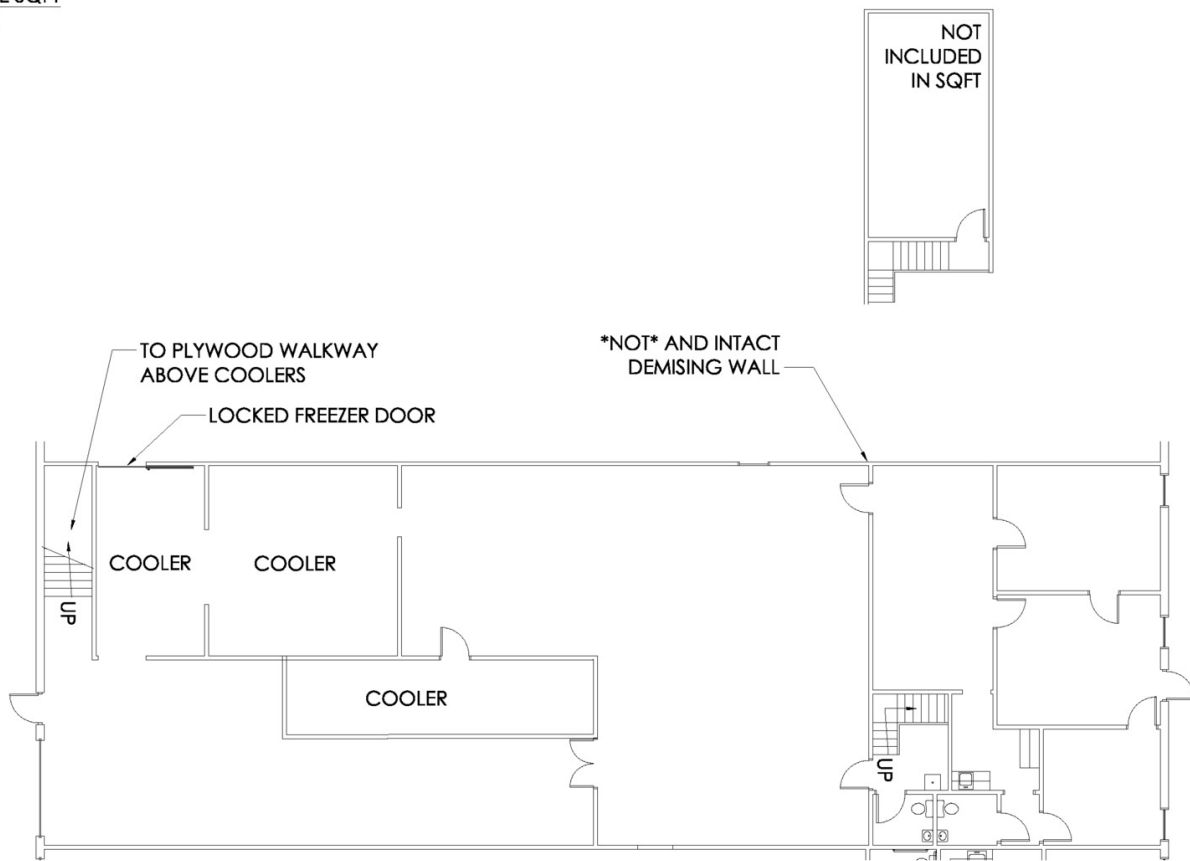 SQFT
NOT
INCLUDED
IN SQFT
TO PLYWOOD WALKWAY
ABOVE COOLERS
*NOT* AND INTACT
DEMISING WALL
LOCKED FREEZER DOOR
COOLER
COOLER
UP
COOLER
UP